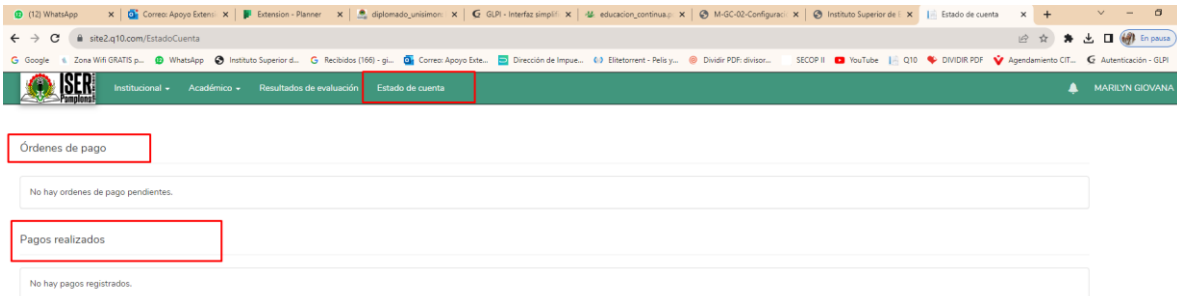 (12) WhatsApp
Correo: Apoyo Extensi
Extension - Planner
diplomado_unisimon:
GLPI - Interfaz simplifi
educacion_continua.p
M-GC-02-Configuraci
Instituto Superior de E
Estado de cuenta
site2.q10.com/EstadoCuenta
En pausa
Google
Zona Wifi GRATIS p...
WhatsApp
Instituto Superior d...
Recibidos (166) - gi...
Correo: Apoyo Exte...
Dirección de Impue...
Elitetorrent - Pelis y...
Dividir PDF: divisor...
SECOP II
YouTube
Q10
DIVIDIR PDF
Agendamiento CIT...
Autenticación - GLPI
ISER
Pamplona
Institucional
Académico
Resultados de evaluación
Estado de cuenta
MARILYN GIOVANA
Órdenes de pago
No hay ordenes de pago pendientes.
Pagos realizados
No hay pagos registrados.